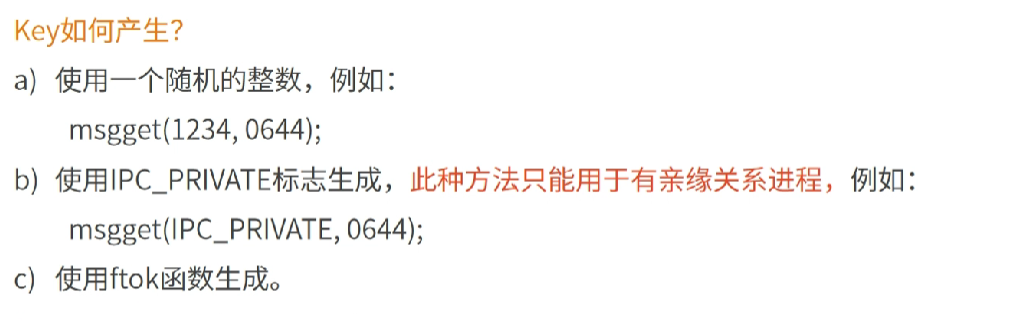 Key如何产生？
a) 使用一个随机的整数，例如：
msgget(1234, 0644);
b) 使用IPC_PRIVATE标志生成，此种方法只能用于有亲缘关系进程，例如：
msgget(IPC_PRIVATE, 0644);
c) 使用ftok函数生成。